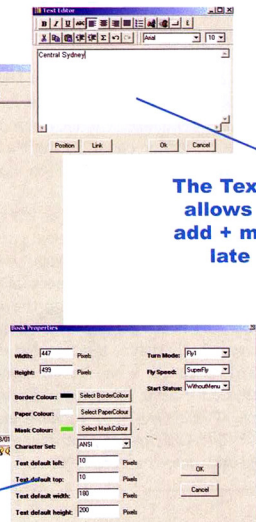 Text Editor
B I U ABC
Arial 10
Central Sydney
Position Link Ok Cancel
The Tex
allows
add + m
late
Book Properties
Width: 447 Pixels
Height: 499 Pixels
Border Colour: Select BorderColour
Paper Colour: Select PaperColour
Mask Colour: Select MaskColour
Character Set: ANSI
Text default left: 10 Pixels
Text default top: 10 Pixels
Text default width: 180 Pixels
Text default height: 200 Pixels
Turn Mode: Fly1
Fly Speed: SuperFly
Start Status: WithoutMenu
OK
Cancel